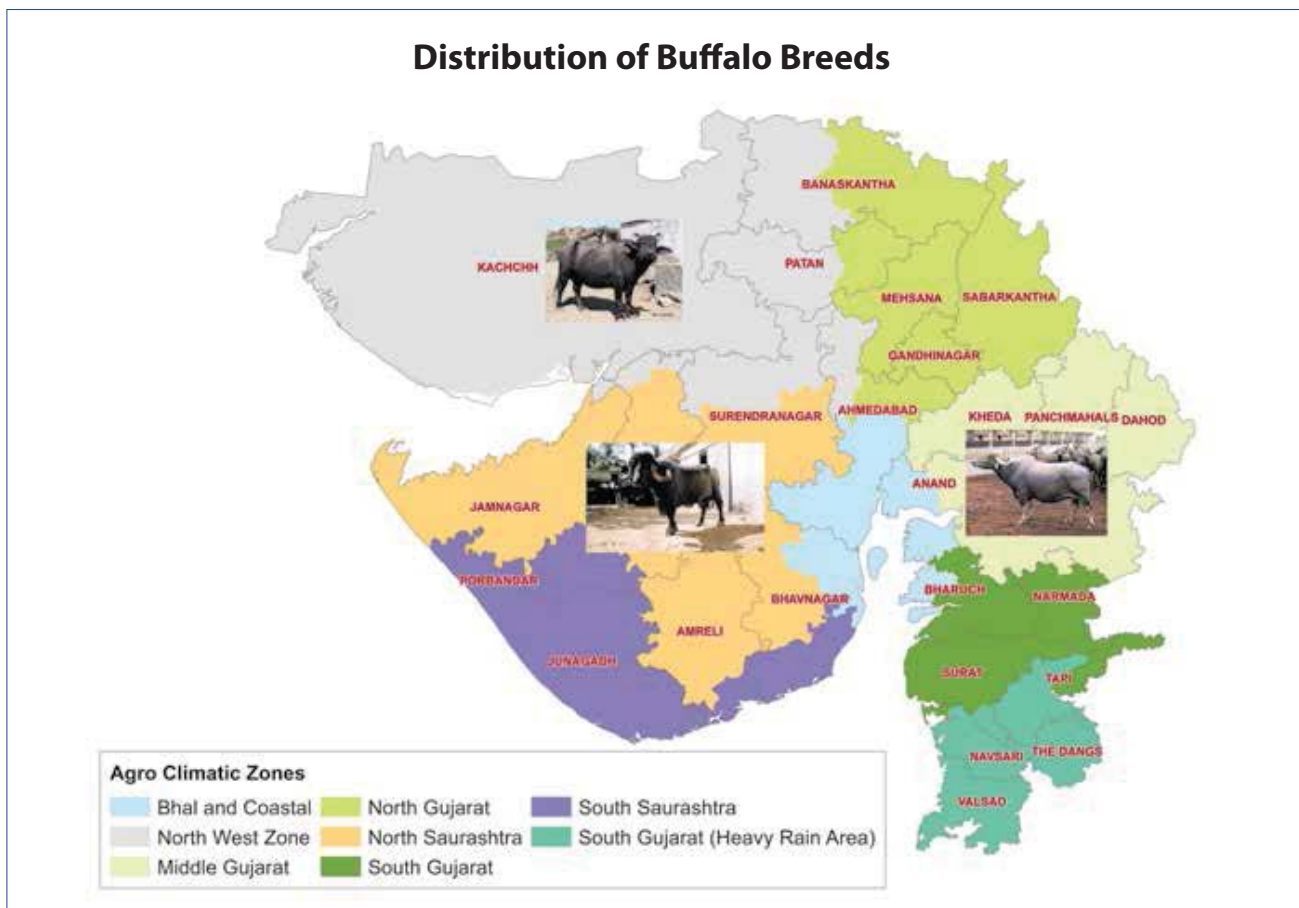 Distribution of Buffalo Breeds
BANASKANTHA
KACHCHH
PATAN
MEHSANA
SABARKANTHA
GANDHINAGAR
SURENDRANAGAR
AHMEDABAD
KHEDA
PANCHMAHALS
DAHOD
ANAND
JAMNAGAR
PORBANDAR
BHAVNAGAR
BHARUCH
NARMADA
AMRELI
JUNAGADH
SURAT
TAPI
NAVSARI
THE DANGS
VALSAD
Agro Climatic Zones
Bhal and Coastal
North West Zone
Middle Gujarat
North Gujarat
North Saurashtra
South Gujarat
South Saurashtra
South Gujarat (Heavy Rain Area)